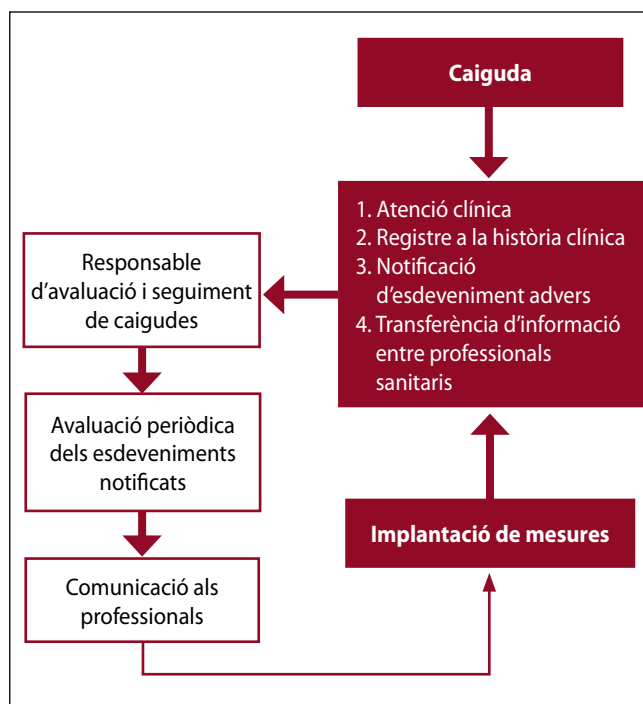 Caiguda
1. Atenció clínica
2. Registre a la història clínica
3. Notificació
d'esdeveniment advers
4. Transferència d'informació
entre professionals
sanitaris
Responsable
d'avaluació i seguiment
de caigudes
Avaluació periòdica
dels esdeveniments
notificats
Comunicació als
professionals
Implantació de mesures